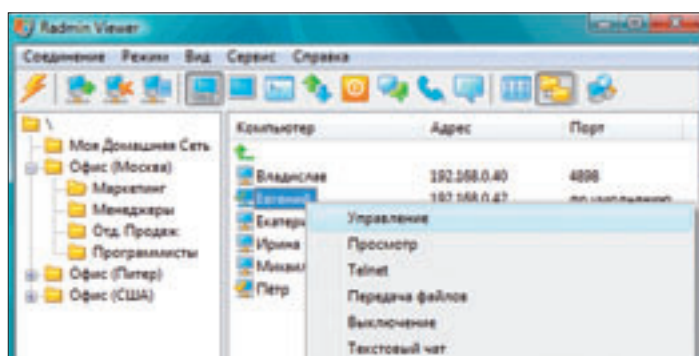 Radmin Viewer
Соединение Режим Вид Сервис Справка
\
Моя Домашняя Сеть
Офис (Москва)
Маркетинг
Менеджеры
Отд. Продаж
Программисты
Офис (Питер)
Офис (США)
Компьютер Адрес Порт
Владислав 192.168.0.40 4898
Евгений 192.168.0.42 по умолчанию
Екатери
Ирина
Михаил
Петр
Управление
Просмотр
Telnet
Передача файлов
Выключение
Текстовый чат